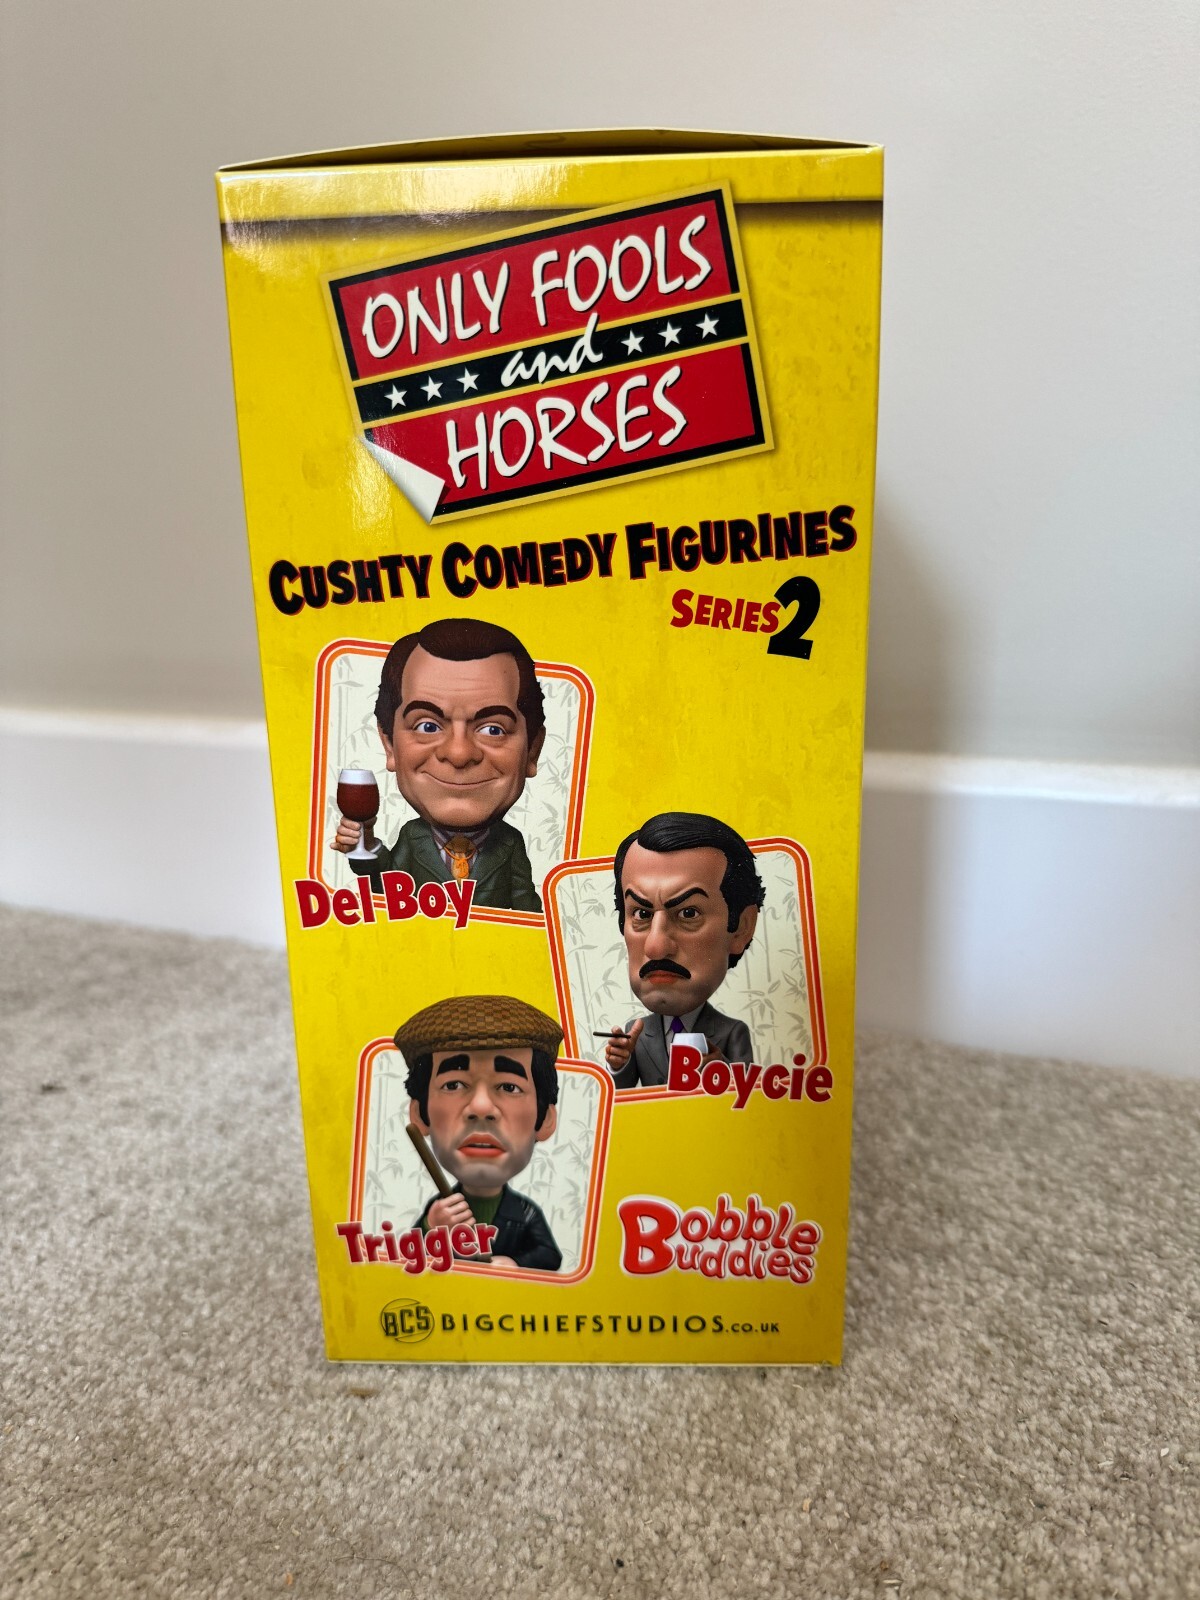 ONLY FOOLS
and
HORSES
CUSHTY COMEDY FIGURINES
SERIES 2
Del Boy
Boycie
Trigger
Bobble
Buddies
BCS BIGCHIEFSTUDIOS.CO.UK